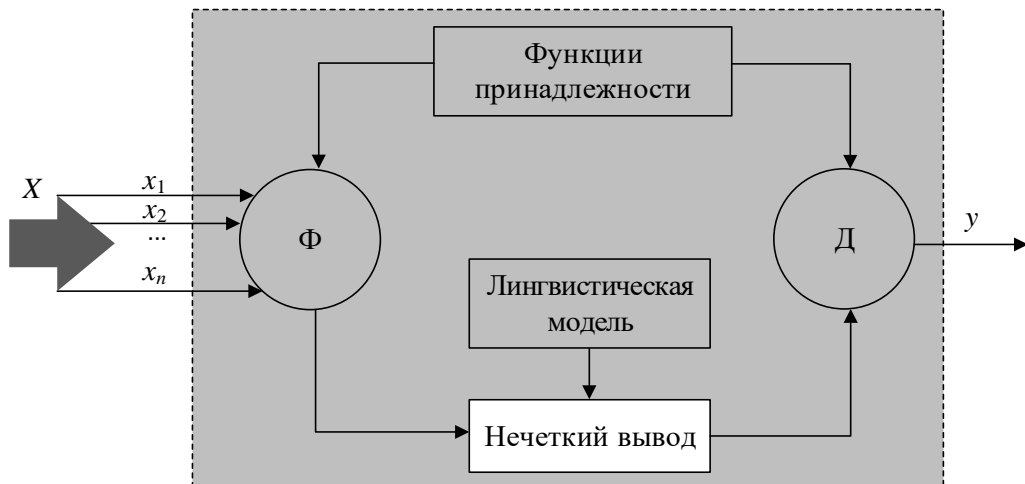 Функции
принадлежности
X
x₁
x₂
...
xₙ
Ф
Д
y
Лингвистическая
модель
Нечеткий вывод